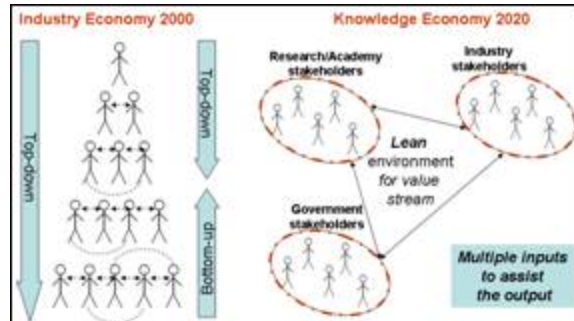 Industry Economy 2000
Top-down
Top-down
Bottom-up
Knowledge Economy 2020
Research/Academy
stakeholders
Industry
stakeholders
Lean
environment
for value
stream
Government
stakeholders
Multiple inputs
to assist
the output